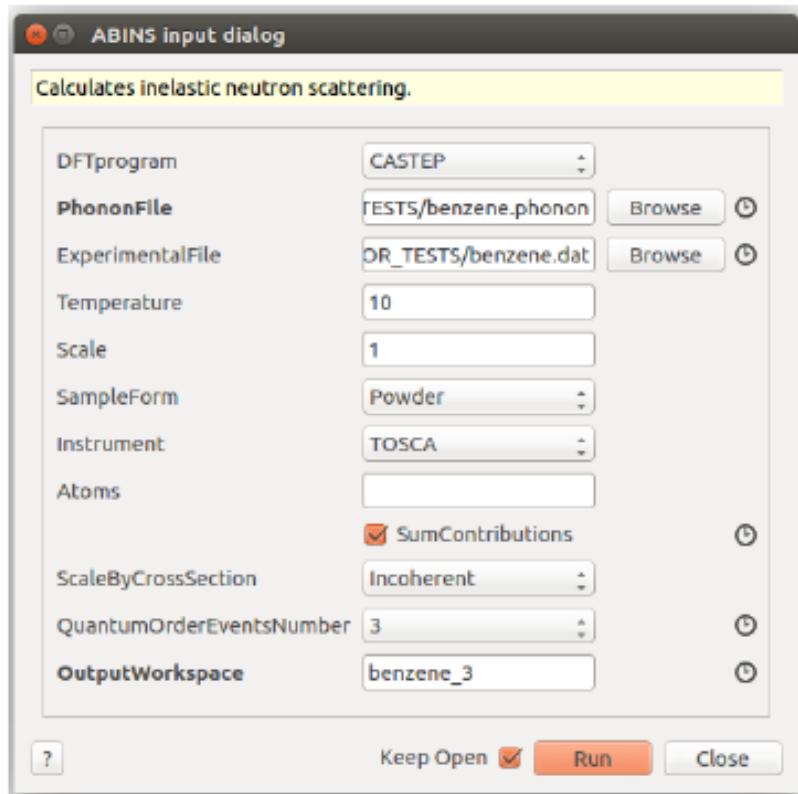 ABINS input dialog
Calculates inelastic neutron scattering.
DFTprogram CASTEP
PhononFile TESTS/benzene.phonon Browse
ExperimentalFile OR_TESTS/benzene.dat Browse
Temperature 10
Scale 1
SampleForm Powder
Instrument TOSCA
Atoms
SumContributions
ScaleByCrossSection Incoherent
QuantumOrderEventsNumber 3
OutputWorkspace benzene_3
? Keep Open Run Close